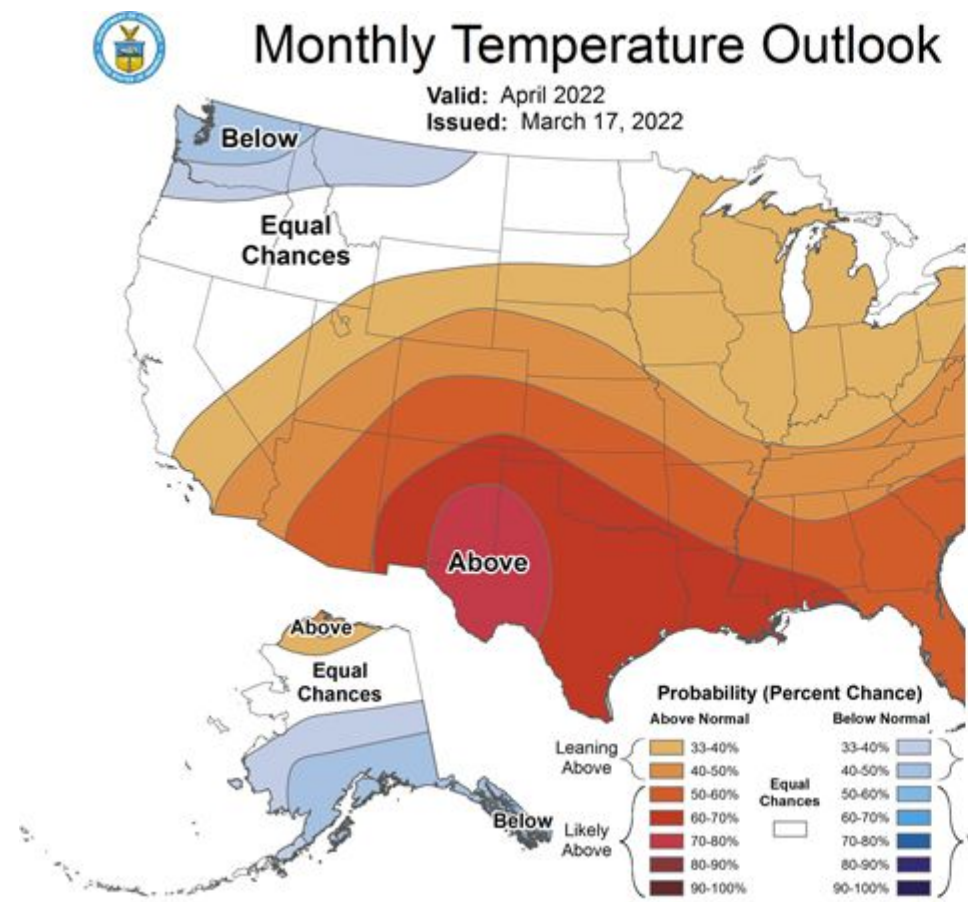 Monthly Temperature Outlook
Valid: April 2022
Issued: March 17, 2022
Below
Equal
Chances
Above
Above
Equal
Chances
Below
Probability (Percent Chance)
Above Normal
Below Normal
Leaning
Above
33-40%
40-50%
50-60%
60-70%
70-80%
80-90%
90-100%
Likely
Above
Equal
Chances
33-40%
40-50%
50-60%
60-70%
70-80%
80-90%
90-100%